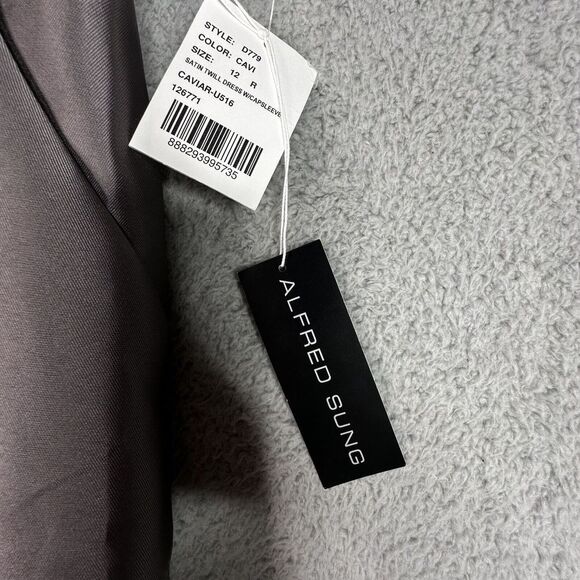 STYLE: D779
COLOR: CAVI
SIZE: 12 R
SATIN TWILL DRESS W/CAPSLEEVE
CAVIAR-U516
126771
888293995735
ALFRED SUNG